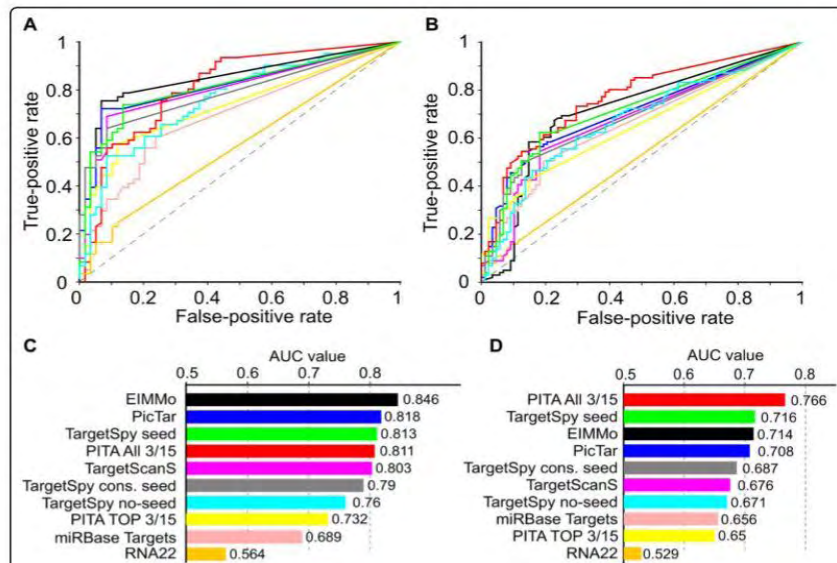 A
B
1
0.8
0.6
0.4
0.2
0
True-positive rate
0
0.2
0.4
0.6
0.8
1
False-positive rate
1
0.8
0.6
0.4
0.2
0
True-positive rate
0
0.2
0.4
0.6
0.8
1
False-positive rate
C
AUC value
0.5
0.6
0.7
0.8
EIMMo 0.846
PicTar 0.818
TargetSpy seed 0.813
PITA All 3/15 0.811
TargetScanS 0.803
TargetSpy cons. seed 0.79
TargetSpy no-seed 0.76
PITA TOP 3/15 0.732
miRBase Targets 0.689
RNA22 0.564
D
AUC value
0.5
0.6
0.7
0.8
PITA All 3/15 0.766
TargetSpy seed 0.716
EIMMo 0.714
PicTar 0.708
TargetSpy cons. seed 0.687
TargetScanS 0.676
TargetSpy no-seed 0.671
miRBase Targets 0.656
PITA TOP 3/15 0.65
RNA22 0.529